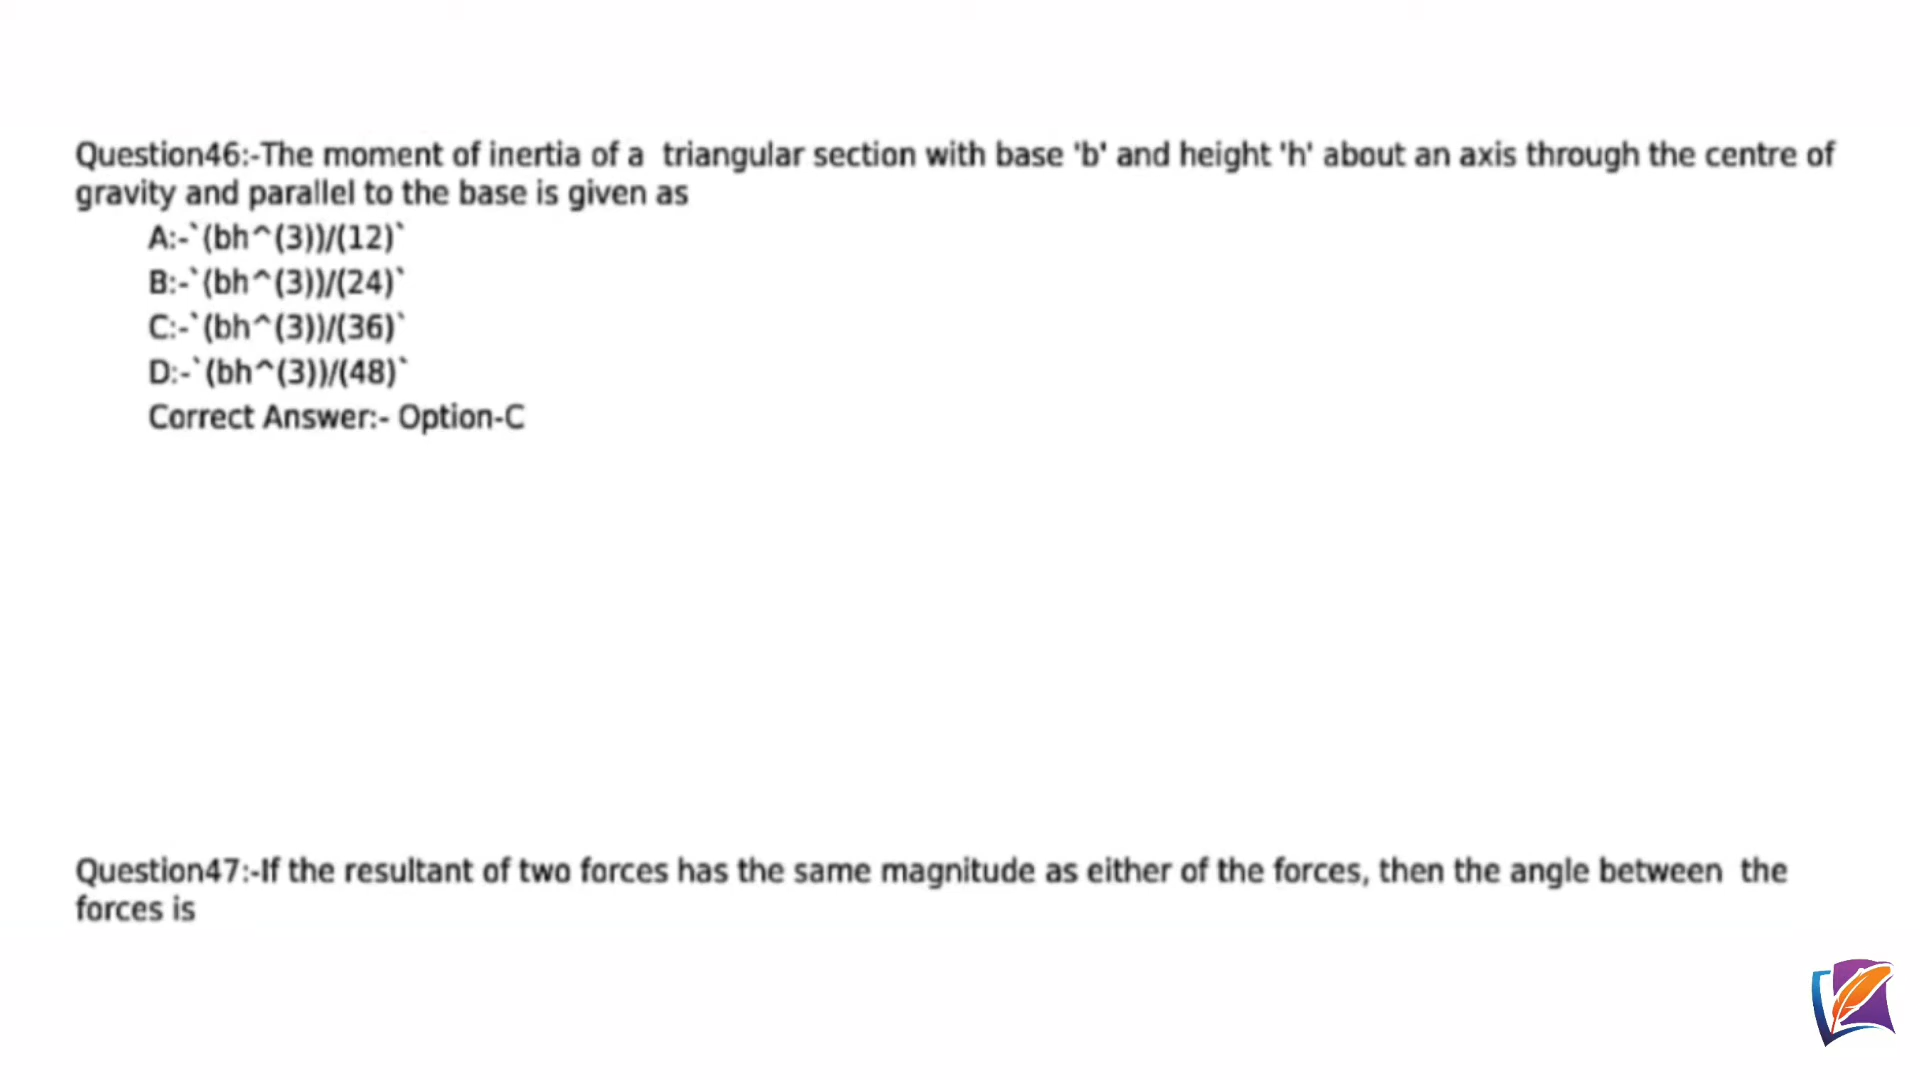 Question46:-The moment of inertia of a  triangular section with base 'b' and height 'h' about an axis through the centre of
gravity and parallel to the base is given as
A:-`(bh^(3))/(12)`
B:-`(bh^(3))/(24)`
C:-`(bh^(3))/(36)`
D:-`(bh^(3))/(48)`
Correct Answer:- Option-C
Question47:-If the resultant of two forces has the same magnitude as either of the forces, then the angle between  the
forces is